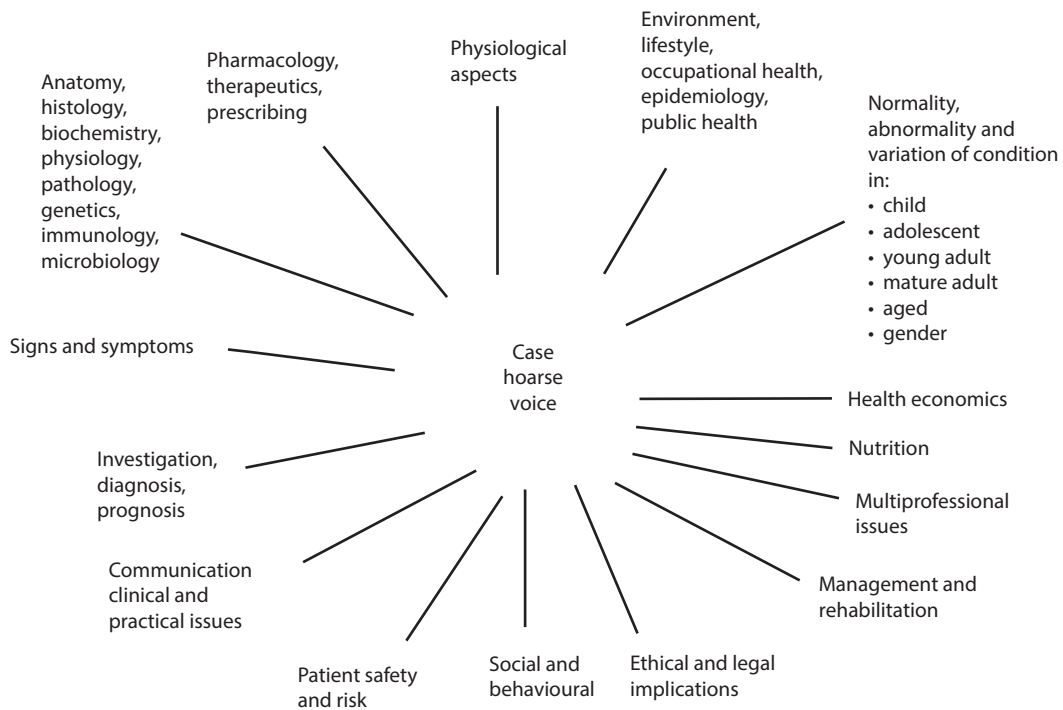 Anatomy,
histology,
biochemistry,
physiology,
pathology,
genetics,
immunology,
microbiology
Pharmacology,
therapeutics,
prescribing
Physiological
aspects
Environment,
lifestyle,
occupational health,
epidemiology,
public health
Normality,
abnormality and
variation of condition
in:
• child
• adolescent
• young adult
• mature adult
• aged
• gender
Signs and symptoms
Case
hoarse
voice
Health economics
Nutrition
Multiprofessional
issues
Management and
rehabilitation
Investigation,
diagnosis,
prognosis
Communication
clinical and
practical issues
Patient safety
and risk
Social and
behavioural
Ethical and legal
implications